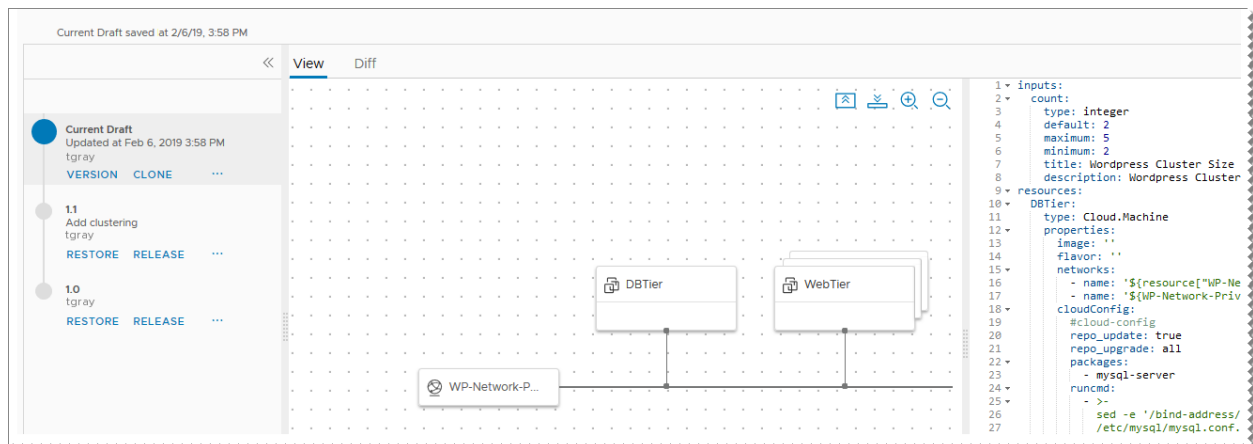 Current Draft saved at 2/6/19, 3:58 PM
View Diff
Current Draft
Updated at Feb 6, 2019 3:58 PM
tgray
VERSION CLONE ...
1.1
Add clustering
tgray
RESTORE RELEASE ...
1.0
tgray
RESTORE RELEASE ...
DBTier
WebTier
WP-Network-P...
1 inputs:
2 count:
3 type: integer
4 default: 2
5 maximum: 5
6 minimum: 2
7 title: Wordpress Cluster Size
8 description: Wordpress Cluster
9 resources:
10 DBTier:
11 type: Cloud.Machine
12 properties:
13 image: ''
14 flavor: ''
15 networks:
16 - name: '${resource["WP-Ne
17 - name: '${WP-Network-Priv
18 cloudConfig:
19 #cloud-config
20 repo_update: true
21 repo_upgrade: all
22 packages:
23 - mysql-server
24 runcmd:
25 - >-
26 sed -e '/bind-address/
27 /etc/mysql/mysql.conf.